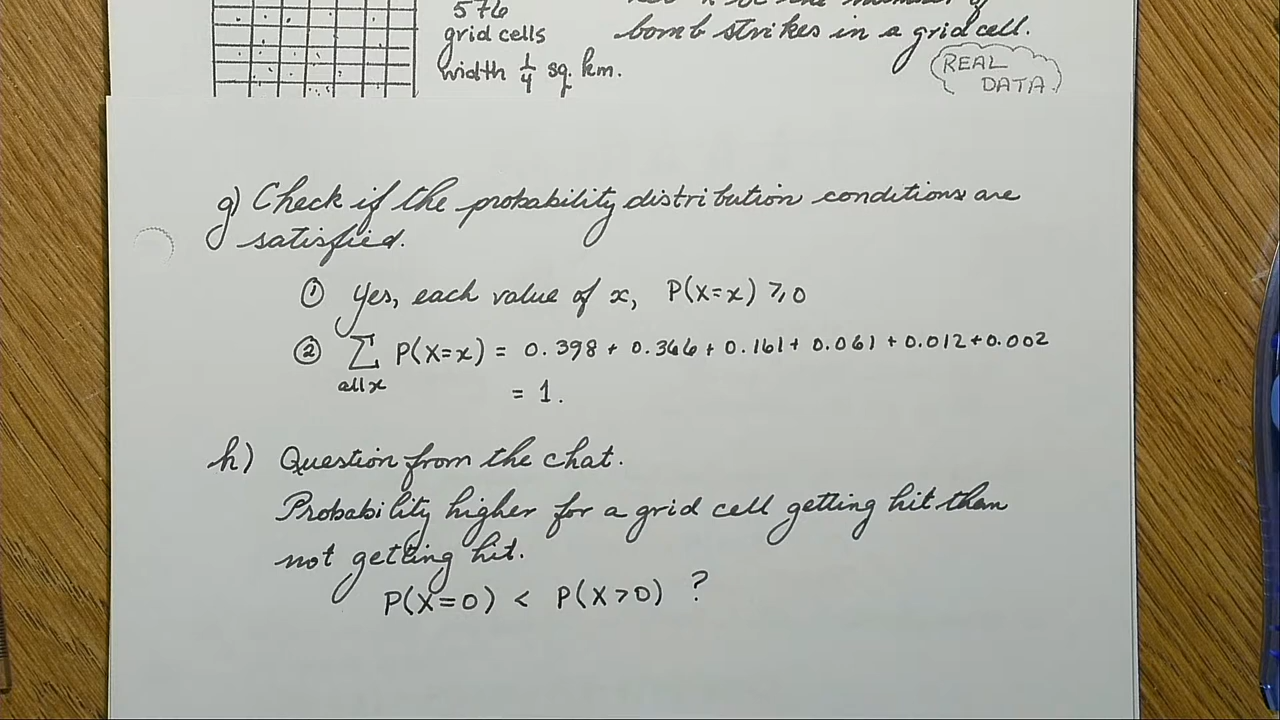 576
grid cells
width 1/4 sq. km.
number of
bomb strikes in a grid cell.
REAL
DATA
g) Check if the probability distribution conditions are
satisfied.
① Yes, each value of x, P(X=x) ≥ 0
② ∑ P(X=x) = 0.398 + 0.366 + 0.161 + 0.061 + 0.012 + 0.002
all x
= 1.
h) Question from the chat.
Probability higher for a grid cell getting hit than
not getting hit.
P(X=0) < P(X>0) ?